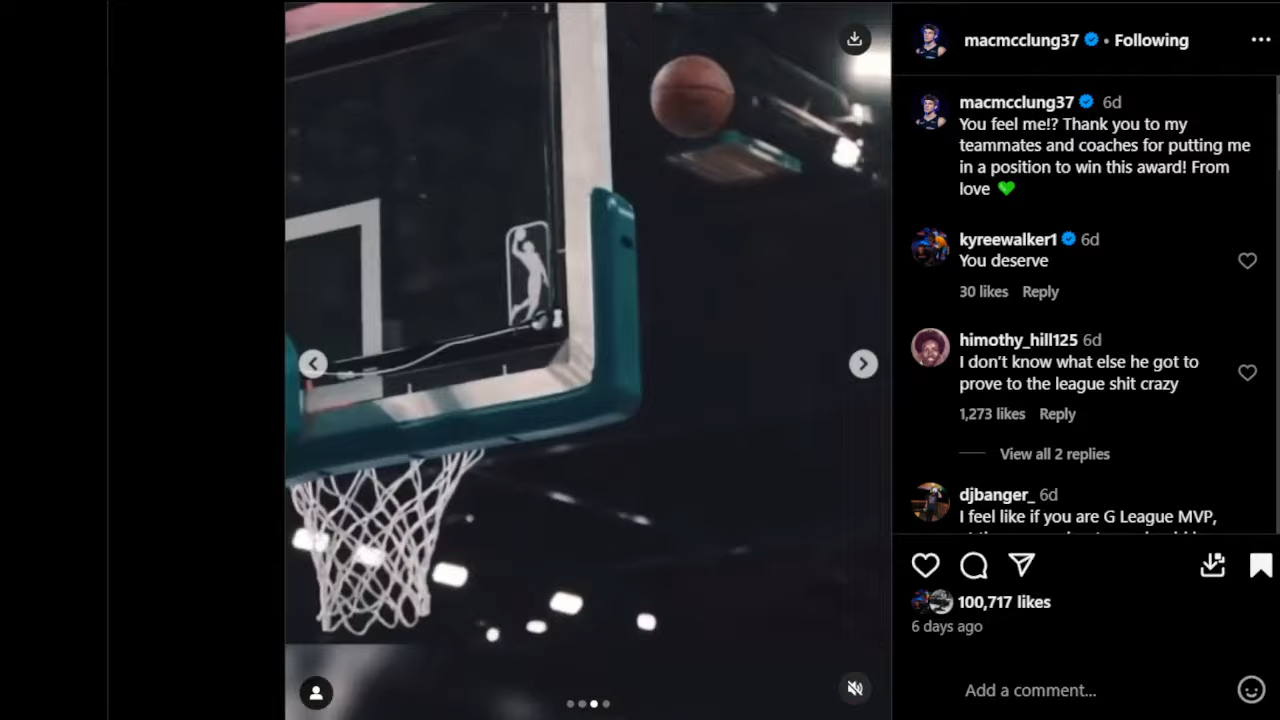 macmcclung37 • Following
macmcclung37 6d
You feel me!? Thank you to my
teammates and coaches for putting me
in a position to win this award! From
love 💚
kyreewalker1 6d
You deserve
30 likes Reply
himothy_hill125 6d
I don't know what else he got to
prove to the league shit crazy
1,273 likes Reply
View all 2 replies
djbanger_ 6d
I feel like if you are G League MVP,
100,717 likes
6 days ago
Add a comment...